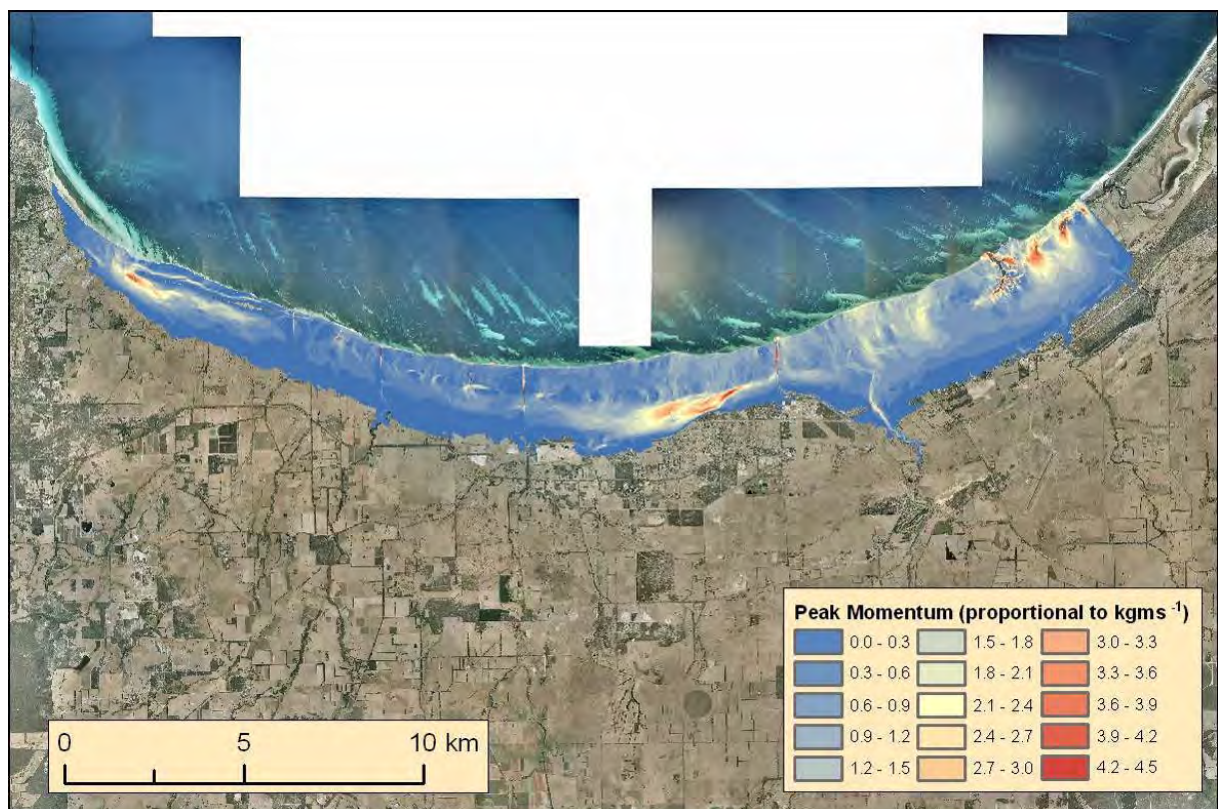 Peak Momentum (proportional to kgms -1)
0.0 - 0.3
0.3 - 0.6
0.6 - 0.9
0.9 - 1.2
1.2 - 1.5
1.5 - 1.8
1.8 - 2.1
2.1 - 2.4
2.4 - 2.7
2.7 - 3.0
3.0 - 3.3
3.3 - 3.6
3.6 - 3.9
3.9 - 4.2
4.2 - 4.5
0 5 10 km